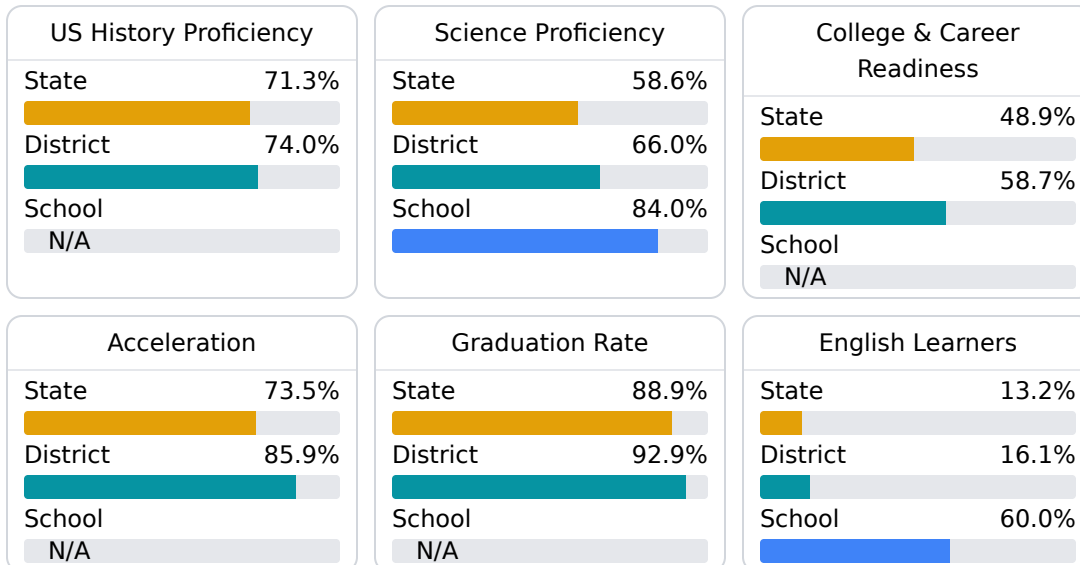 US History Proficiency
State 71.3%
District 74.0%
School
N/A
Science Proficiency
State 58.6%
District 66.0%
School 84.0%
College & Career
Readiness
State 48.9%
District 58.7%
School
N/A
Acceleration
State 73.5%
District 85.9%
School
N/A
Graduation Rate
State 88.9%
District 92.9%
School
N/A
English Learners
State 13.2%
District 16.1%
School 60.0%